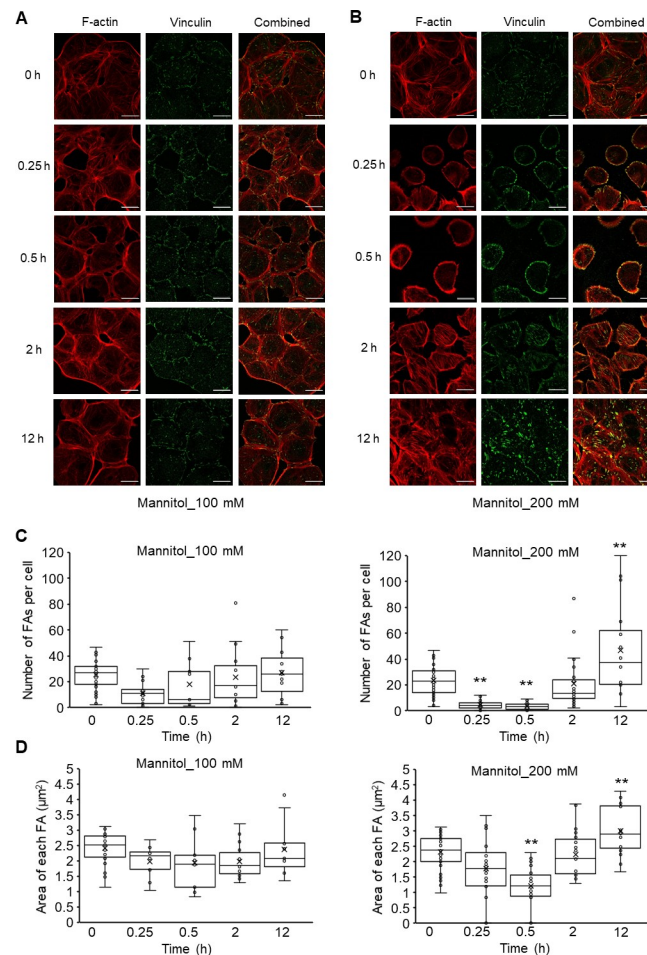 A
F-actin Vinculin Combined
0 h
0.25 h
0.5 h
2 h
12 h
Mannitol_100 mM
B
F-actin Vinculin Combined
0 h
0.25 h
0.5 h
2 h
12 h
Mannitol_200 mM
C
Mannitol_100 mM
Number of FAs per cell
120
100
80
60
40
20
0
0 0.25 0.5 2 12
Time (h)
Mannitol_200 mM
Number of FAs per cell
120
100
80
60
40
20
0
** ** **
0 0.25 0.5 2 12
Time (h)
D
Mannitol_100 mM
Area of each FA (μm²)
5
4.5
4
3.5
3
2.5
2
1.5
1
0.5
0
0 0.25 0.5 2 12
Time (h)
Mannitol_200 mM
Area of each FA (μm²)
5
4.5
4
3.5
3
2.5
2
1.5
1
0.5
0
** **
0 0.25 0.5 2 12
Time (h)